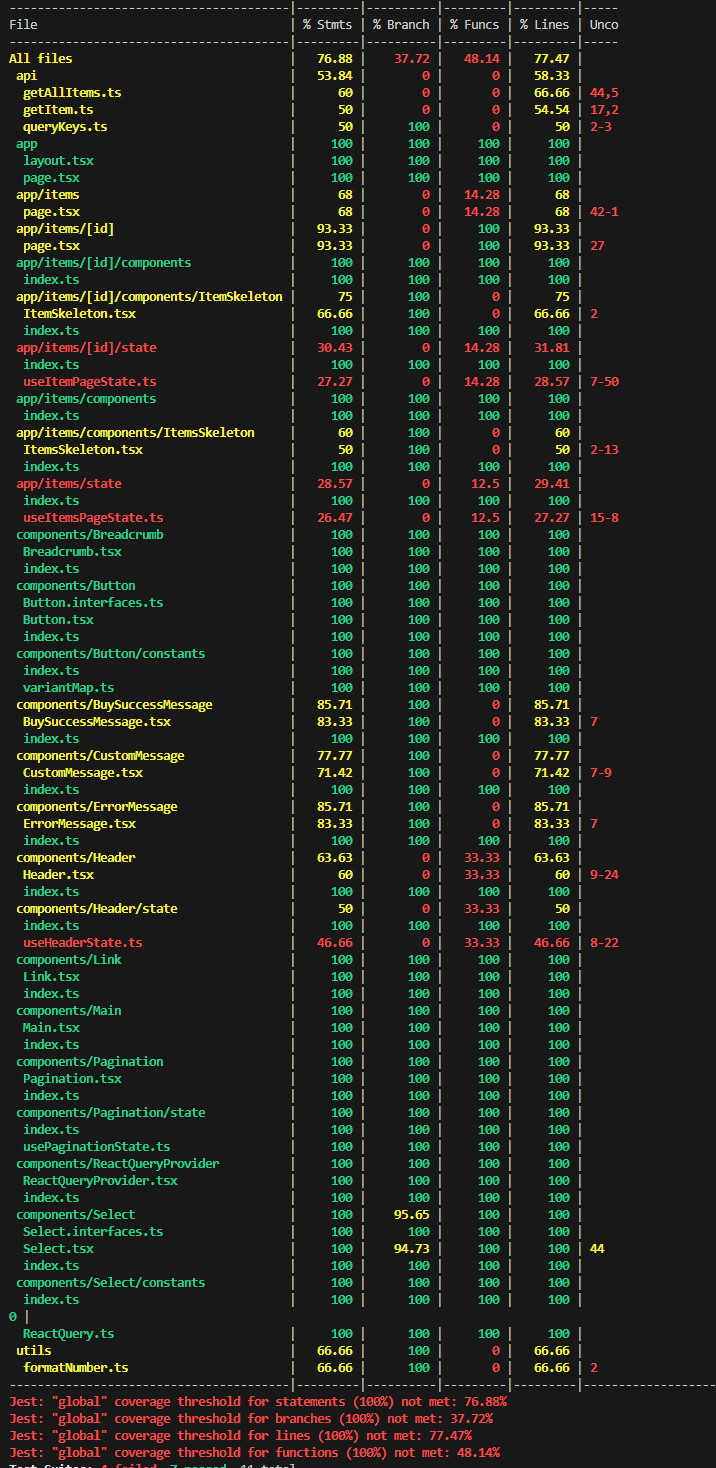 -------------------------------------|---------|----------|---------|---------|-----
File                                 | % Stmts | % Branch | % Funcs | % Lines | Unco
-------------------------------------|---------|----------|---------|---------|-----
All files                            |   76.88 |    37.72 |   48.14 |   77.47 |
 api                                 |   53.84 |        0 |       0 |   58.33 |
  getAllItems.ts                     |      60 |        0 |       0 |   66.66 | 44,5
  getItem.ts                         |      50 |        0 |       0 |   54.54 | 17,2
  queryKeys.ts                       |      50 |      100 |       0 |      50 | 2-3
 app                                 |     100 |      100 |     100 |     100 |
  layout.tsx                         |     100 |      100 |     100 |     100 |
  page.tsx                           |     100 |      100 |     100 |     100 |
 app/items                           |      68 |        0 |   14.28 |      68 |
  page.tsx                           |      68 |        0 |   14.28 |      68 | 42-1
 app/items/[id]                      |   93.33 |        0 |     100 |   93.33 |
  page.tsx                           |   93.33 |        0 |     100 |   93.33 | 27
 app/items/[id]/components           |     100 |      100 |     100 |     100 |
  index.ts                           |     100 |      100 |     100 |     100 |
 app/items/[id]/components/ItemSkeleton |      75 |      100 |       0 |      75 |
  ItemSkeleton.tsx                   |   66.66 |      100 |       0 |   66.66 | 2
  index.ts                           |     100 |      100 |     100 |     100 |
 app/items/[id]/state                |   30.43 |        0 |   14.28 |   31.81 |
  index.ts                           |     100 |      100 |     100 |     100 |
  useItemPageState.ts                |   27.27 |        0 |   14.28 |   28.57 | 7-50
 app/items/components                |     100 |      100 |     100 |     100 |
  index.ts                           |     100 |      100 |     100 |     100 |
 app/items/components/ItemsSkeleton  |      60 |      100 |       0 |      60 |
  ItemsSkeleton.tsx                  |      50 |      100 |       0 |      50 | 2-13
  index.ts                           |     100 |      100 |     100 |     100 |
 app/items/state                     |   28.57 |        0 |    12.5 |   29.41 |
  index.ts                           |     100 |      100 |     100 |     100 |
  useItemsPageState.ts               |   26.47 |        0 |    12.5 |   27.27 | 15-8
 components/Breadcrumb               |     100 |      100 |     100 |     100 |
  Breadcrumb.tsx                     |     100 |      100 |     100 |     100 |
  index.ts                           |     100 |      100 |     100 |     100 |
 components/Button                   |     100 |      100 |     100 |     100 |
  Button.interfaces.ts               |     100 |      100 |     100 |     100 |
  Button.tsx                         |     100 |      100 |     100 |     100 |
  index.ts                           |     100 |      100 |     100 |     100 |
 components/Button/constants         |     100 |      100 |     100 |     100 |
  index.ts                           |     100 |      100 |     100 |     100 |
  variantMap.ts                      |     100 |      100 |     100 |     100 |
 components/BuySuccessMessage        |   85.71 |      100 |       0 |   85.71 |
  BuySuccessMessage.tsx              |   83.33 |      100 |       0 |   83.33 | 7
  index.ts                           |     100 |      100 |     100 |     100 |
 components/CustomMessage            |   77.77 |      100 |       0 |   77.77 |
  CustomMessage.tsx                  |   71.42 |      100 |       0 |   71.42 | 7-9
  index.ts                           |     100 |      100 |     100 |     100 |
 components/ErrorMessage             |   85.71 |      100 |       0 |   85.71 |
  ErrorMessage.tsx                   |   83.33 |      100 |       0 |   83.33 | 7
  index.ts                           |     100 |      100 |     100 |     100 |
 components/Header                   |   63.63 |        0 |   33.33 |   63.63 |
  Header.tsx                         |      60 |        0 |   33.33 |      60 | 9-24
  index.ts                           |     100 |      100 |     100 |     100 |
 components/Header/state             |      50 |        0 |   33.33 |      50 |
  index.ts                           |     100 |      100 |     100 |     100 |
  useHeaderState.ts                  |   46.66 |        0 |   33.33 |   46.66 | 8-22
 components/Link                     |     100 |      100 |     100 |     100 |
  Link.tsx                           |     100 |      100 |     100 |     100 |
  index.ts                           |     100 |      100 |     100 |     100 |
 components/Main                     |     100 |      100 |     100 |     100 |
  Main.tsx                           |     100 |      100 |     100 |     100 |
  index.ts                           |     100 |      100 |     100 |     100 |
 components/Pagination               |     100 |      100 |     100 |     100 |
  Pagination.tsx                     |     100 |      100 |     100 |     100 |
  index.ts                           |     100 |      100 |     100 |     100 |
 components/Pagination/state         |     100 |      100 |     100 |     100 |
  index.ts                           |     100 |      100 |     100 |     100 |
  usePaginationState.ts              |     100 |      100 |     100 |     100 |
 components/ReactQueryProvider       |     100 |      100 |     100 |     100 |
  ReactQueryProvider.tsx             |     100 |      100 |     100 |     100 |
  index.ts                           |     100 |      100 |     100 |     100 |
 components/Select                   |     100 |    95.65 |     100 |     100 |
  Select.interfaces.ts               |     100 |      100 |     100 |     100 |
  Select.tsx                         |     100 |    94.73 |     100 |     100 | 44
  index.ts                           |     100 |      100 |     100 |     100 |
 components/Select/constants         |     100 |      100 |     100 |     100 |
  index.ts                           |     100 |      100 |     100 |     100 |
0 |
  ReactQuery.ts                      |     100 |      100 |     100 |     100 |
 utils                               |   66.66 |      100 |       0 |   66.66 |
  formatNumber.ts                    |   66.66 |      100 |       0 |   66.66 | 2
-------------------------------------|---------|----------|---------|---------|-------------------
Jest: "global" coverage threshold for statements (100%) not met: 76.88%
Jest: "global" coverage threshold for branches (100%) not met: 37.72%
Jest: "global" coverage threshold for lines (100%) not met: 77.47%
Jest: "global" coverage threshold for functions (100%) not met: 48.14%